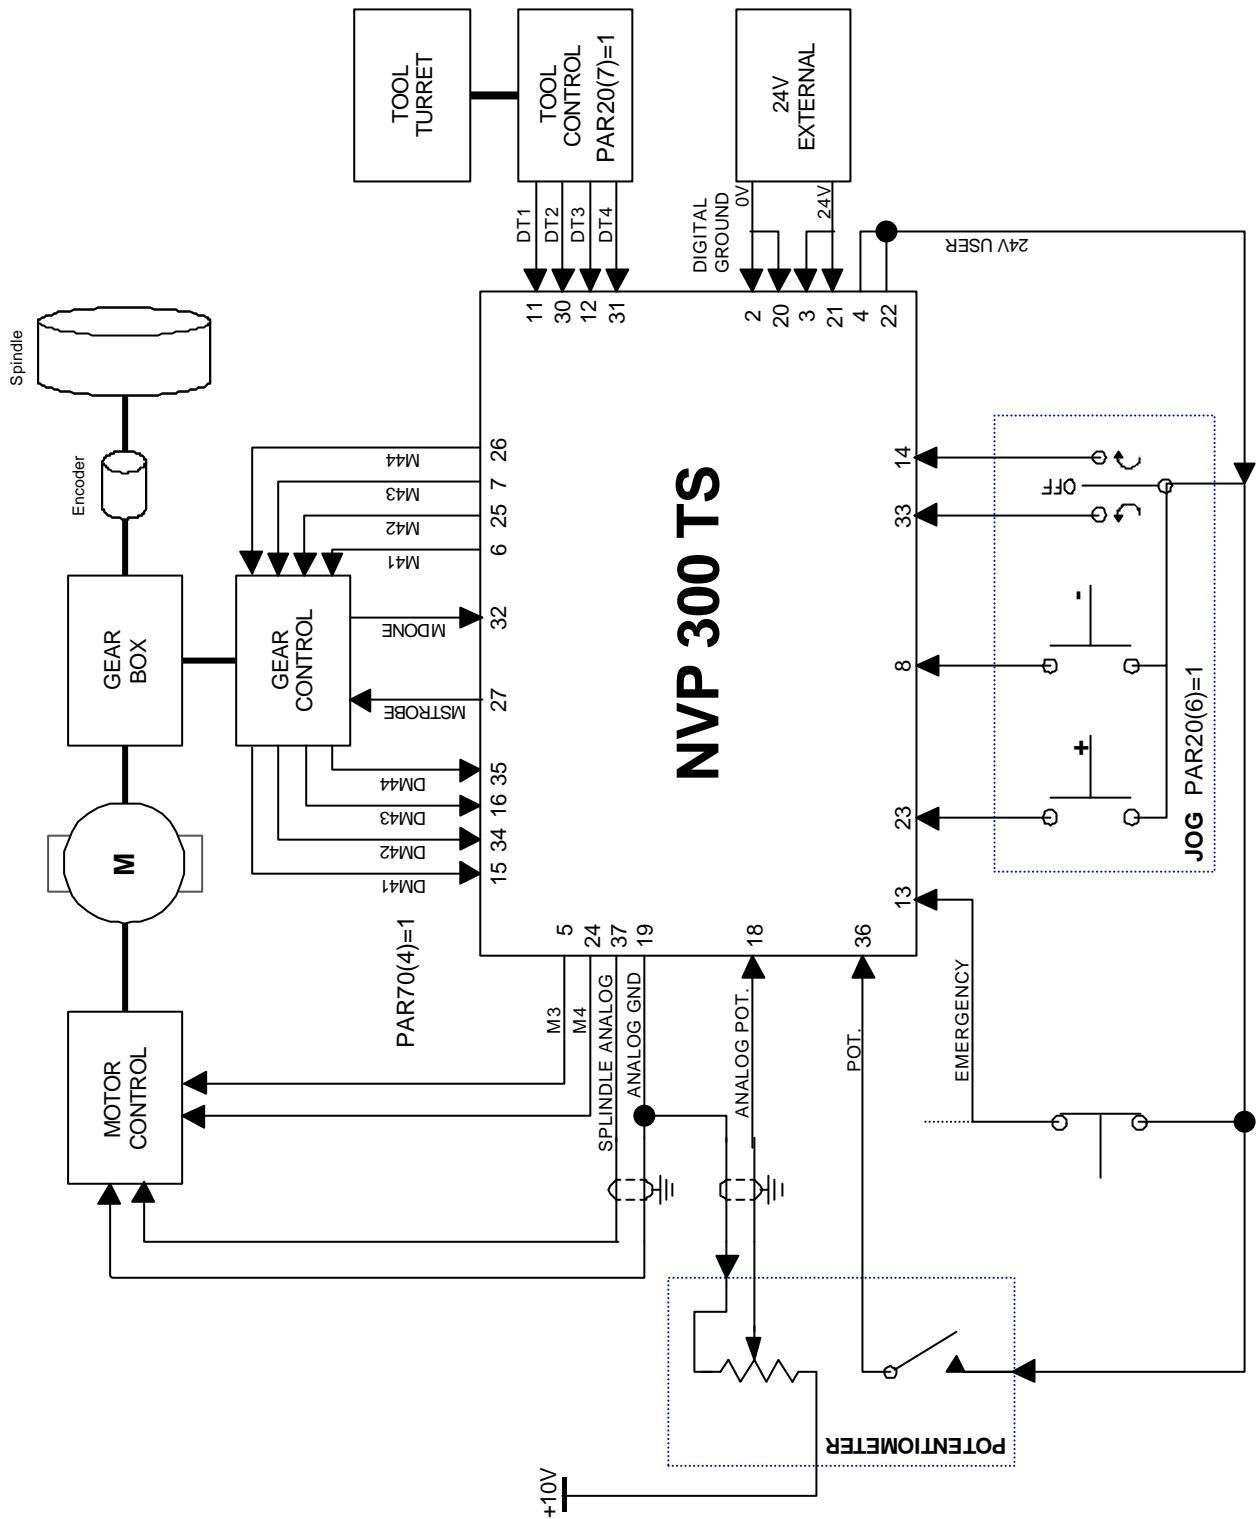 Spindle
Encoder
GEAR
BOX
M
MOTOR
CONTROL
TOOL
TURRET
TOOL
CONTROL
PAR20(7)=1
24V
EXTERNAL
0V
24V
DIGITAL
GROUND
DT1
DT2
DT3
DT4
11
30
12
31
2
20
3
21
4
22
24V USER
GEAR
CONTROL
M44
M43
M42
M41
MDONE
MSTROBE
DM44
DM43
DM42
DM41
26
7
25
6
32
27
35
16
34
15
PAR70(4)=1
NVP 300 TS
5
24
37
19
18
36
M3
M4
SPLINDLE ANALOG
ANALOG GND
ANALOG POT.
POT.
EMERGENCY
14
33
8
23
13
OFF
-
+
JOG PAR20(6)=1
POTENTIOMETER
+10V